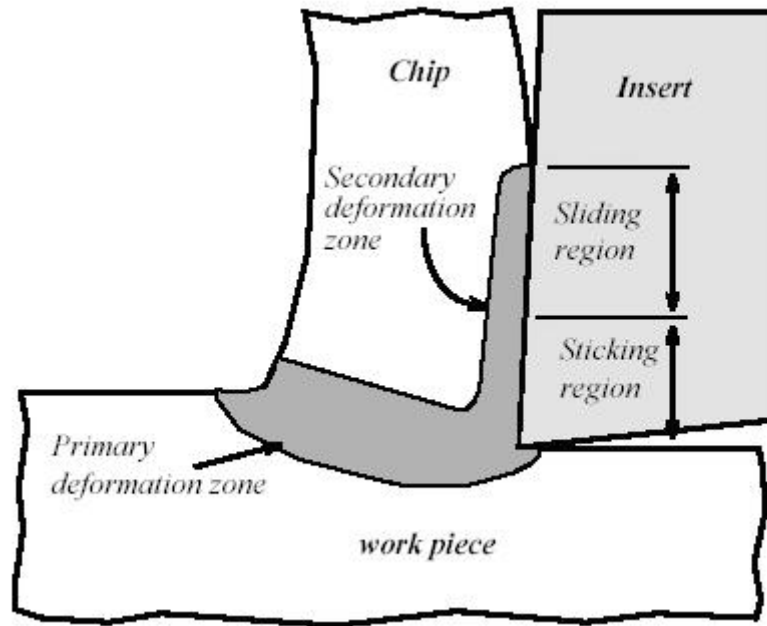 Chip
Insert
Secondary
deformation
zone
Sliding
region
Sticking
region
Primary
deformation zone
work piece